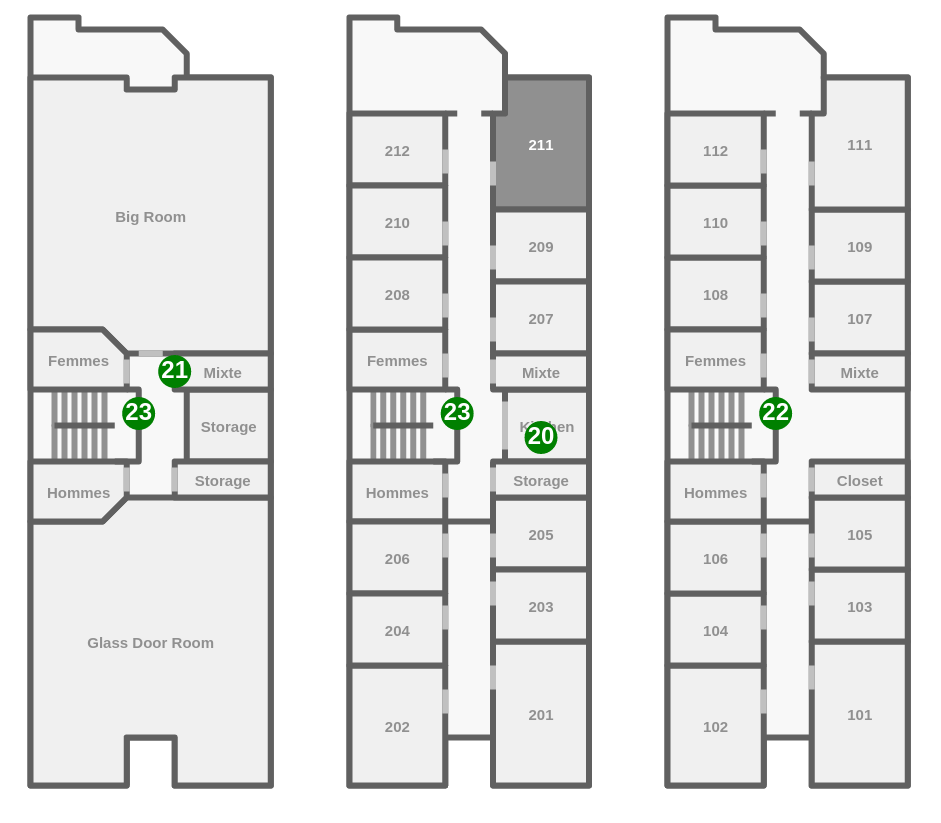 Big Room
Femmes
21
Mixte
23
Storage
Hommes
Storage
Glass Door Room
211
212
210
209
208
207
Femmes
Mixte
23
Kitchen
20
Hommes
Storage
205
206
203
204
201
202
111
112
110
109
108
107
Femmes
Mixte
22
Hommes
Closet
105
106
103
104
101
102